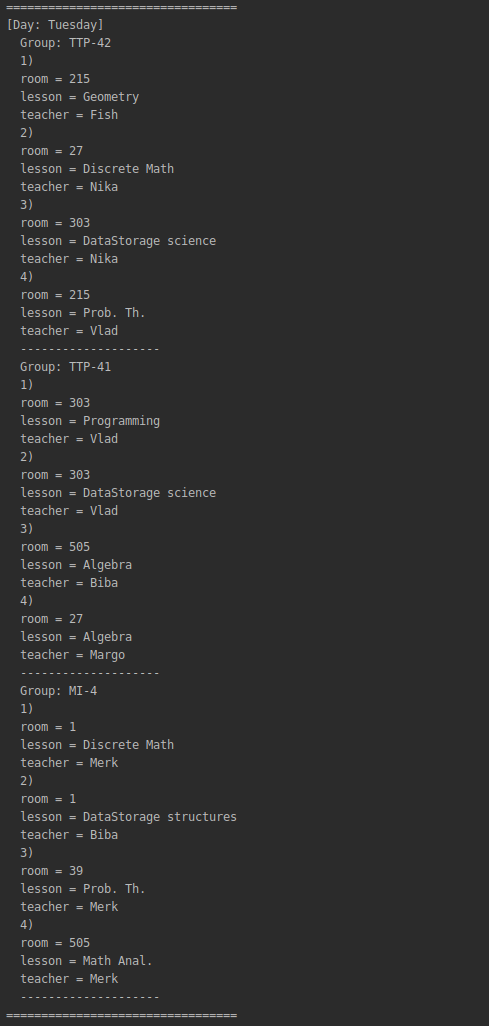 =================================
[Day: Tuesday]
Group: TTP-42
1)
room = 215
lesson = Geometry
teacher = Fish
2)
room = 27
lesson = Discrete Math
teacher = Nika
3)
room = 303
lesson = DataStorage science
teacher = Nika
4)
room = 215
lesson = Prob. Th.
teacher = Vlad
--------------------
Group: TTP-41
1)
room = 303
lesson = Programming
teacher = Vlad
2)
room = 303
lesson = DataStorage science
teacher = Vlad
3)
room = 505
lesson = Algebra
teacher = Biba
4)
room = 27
lesson = Algebra
teacher = Margo
--------------------
Group: MI-4
1)
room = 1
lesson = Discrete Math
teacher = Merk
2)
room = 1
lesson = DataStorage structures
teacher = Biba
3)
room = 39
lesson = Prob. Th.
teacher = Merk
4)
room = 505
lesson = Math Anal.
teacher = Merk
--------------------
=================================